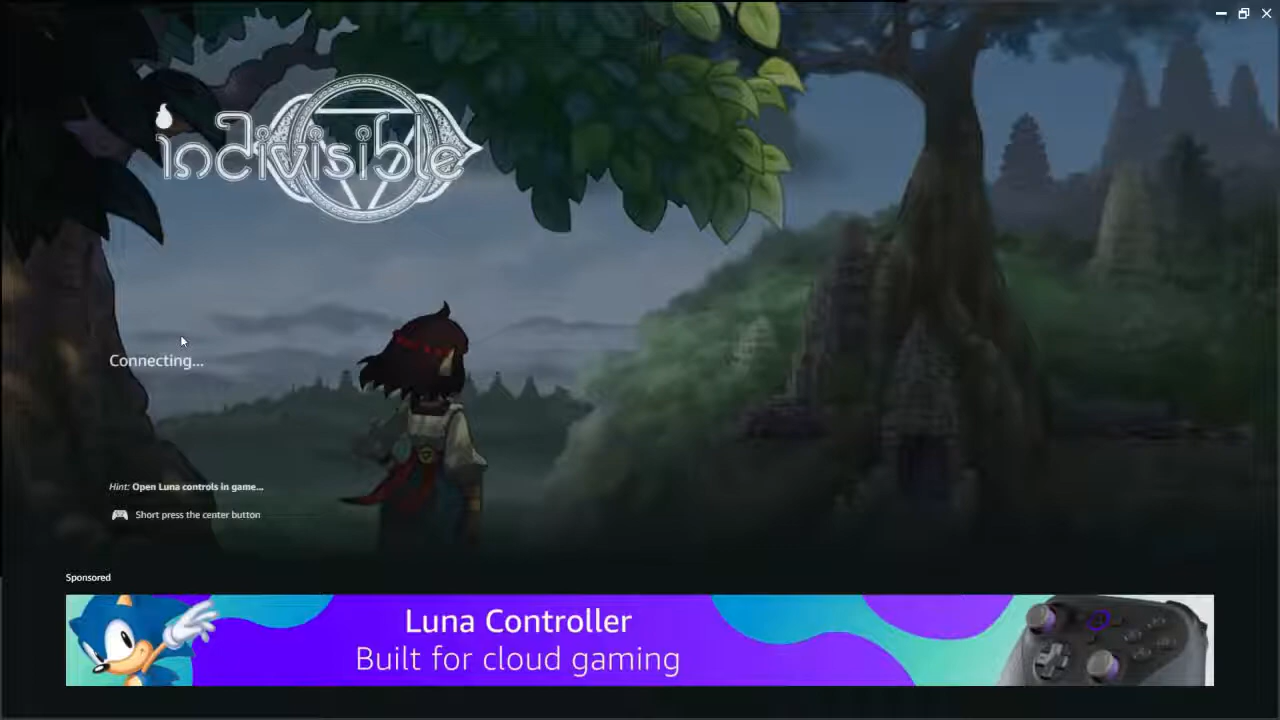 indivisible
Connecting...
Hint: Open Luna controls in game...
Short press the center button
Sponsored
Luna Controller
Built for cloud gaming